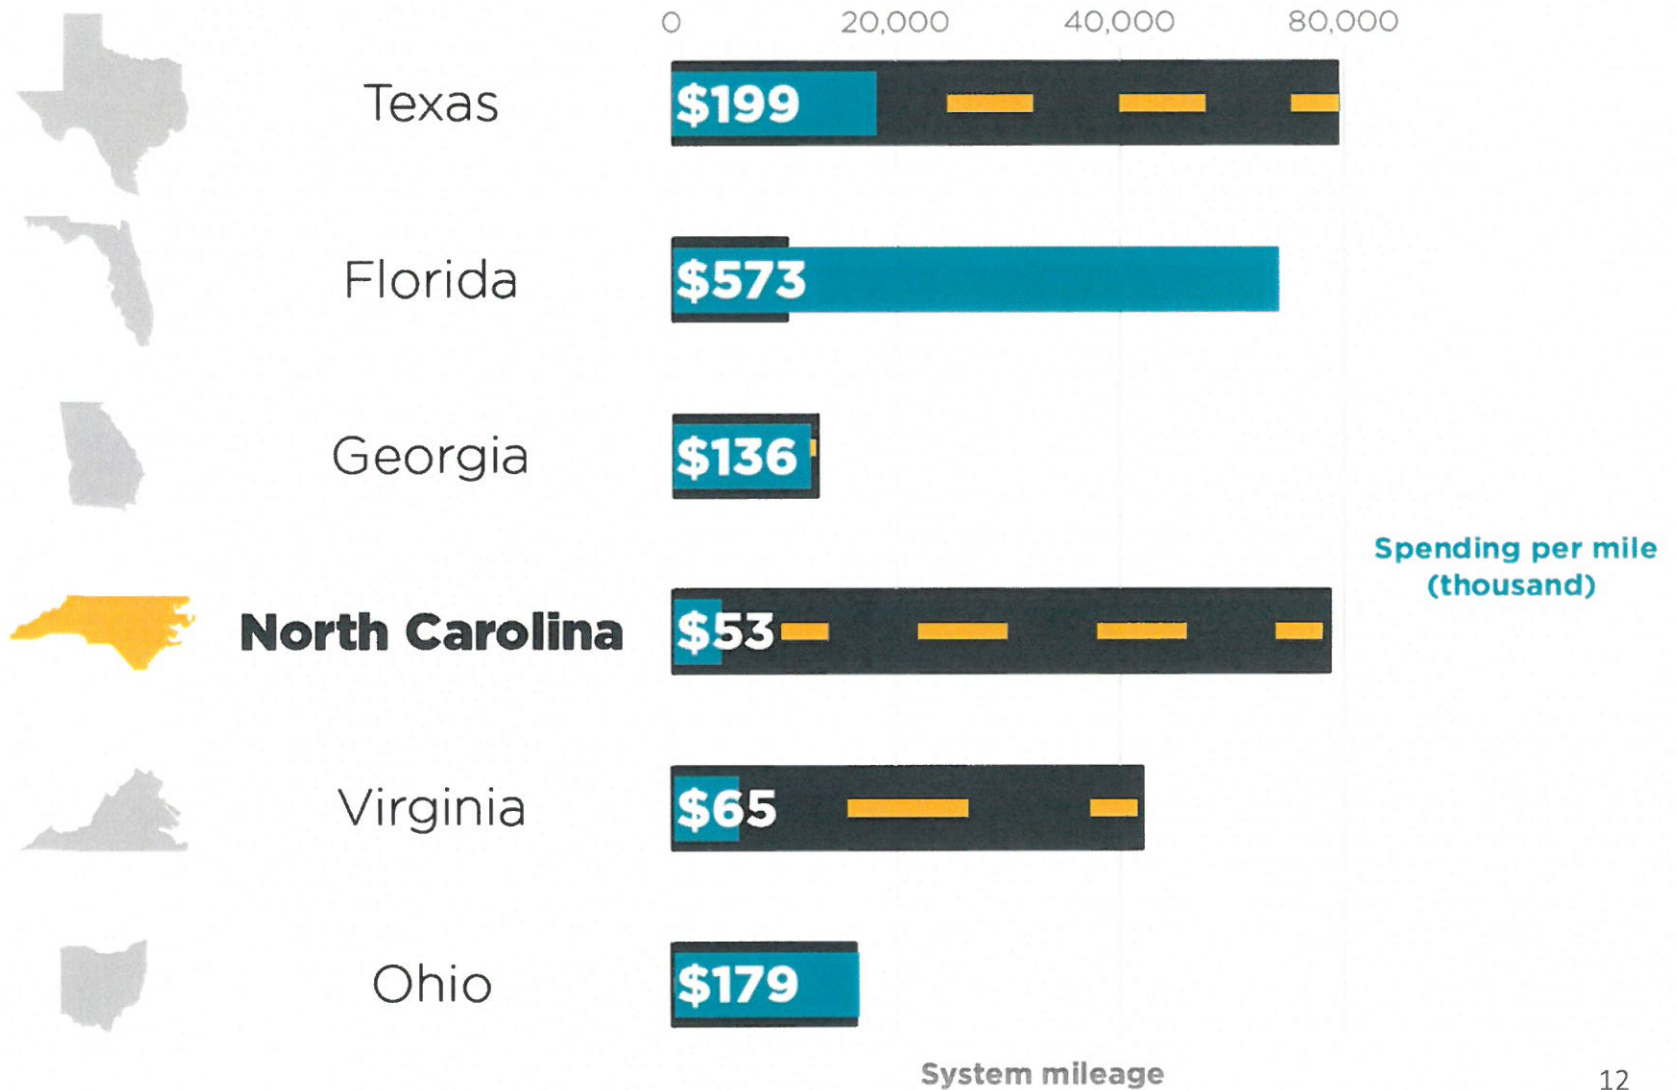 0 20,000 40,000 80,000
Texas $199
Florida $573
Georgia $136
Spending per mile
(thousand)
North Carolina $53
Virginia $65
Ohio $179
System mileage
12